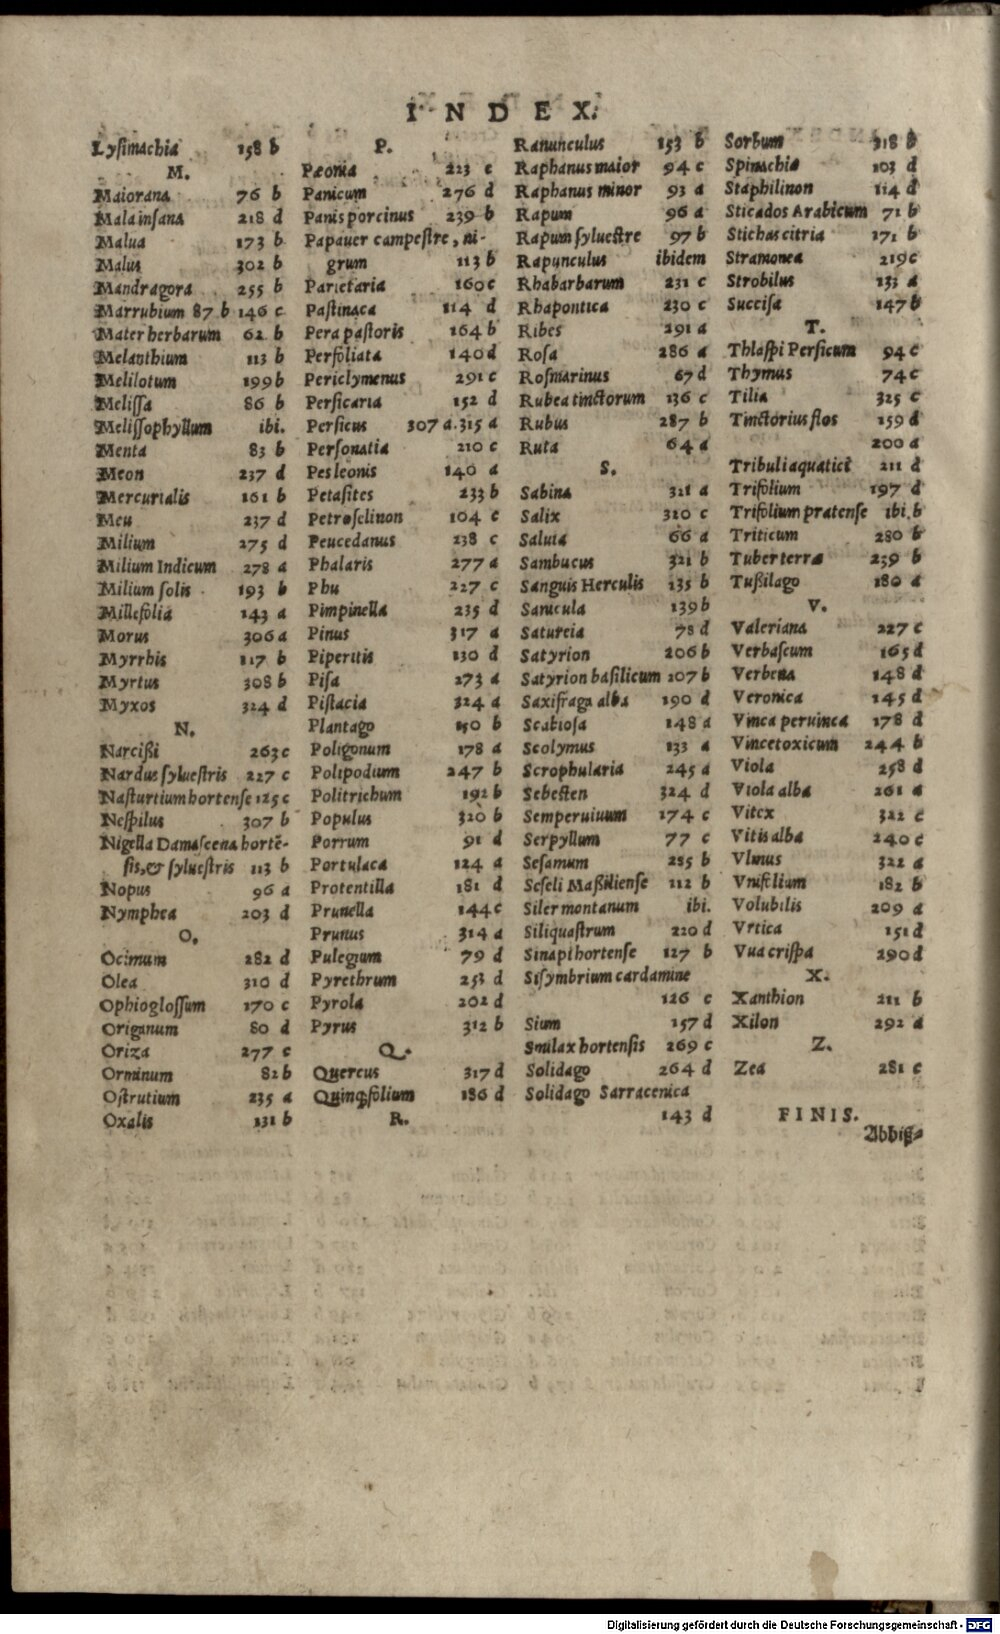 INDEX.
Lysimachia 158 b
M.
Maiorana 76 b
Mala insana 218 d
Malua 173 b
Malus 302 b
Mandragora 255 b
Marrubium 87 b 146 c
Mater herbarum 62 b
Melanthium 113 b
Melilotum 199 b
Melissa 86 b
Melissophyllum ibi.
Menta 83 b
Meon 237 d
Mercurialis 161 b
Meu 237 d
Milium 275 d
Milium Indicum 278 a
Milium solis 193 b
Millefolia 143 a
Morus 306 a
Myrrhis 117 b
Myrtus 308 b
Myxos 324 d
N.
Narcißi 263 c
Nardus syluestris 227 c
Nasturtium hortense 125 c
Nespilus 307 b
Nigella Damascena hortē-
sis, & syluestris 113 b
Nopus 96 a
Nymphea 203 d
O.
Ocimum 282 d
Olea 316 d
Ophioglossum 170 c
Origanum 80 d
Oriza 277 c
Orminum 82 b
Ostrutium 235 a
Oxalis 131 b
P.
Pæonia 223 c
Panicum 276 d
Panis porcinus 239 b
Papauer campestre, ni-
grum 113 b
Parietaria 160 c
Pastinaca 114 d
Pera pastoris 164 b
Perfoliata 140 d
Periclymenus 291 c
Persicaria 152 d
Persicus 307 a. 315 a
Personatia 210 c
Pes leonis 140 a
Petasites 233 b
Petroselinon 104 c
Peucedanus 238 c
Phalaris 277 a
Phu 227 c
Pimpinella 235 d
Pinus 317 a
Piperitis 130 d
Pisa 273 a
Pistacia 324 a
Plantago 150 b
Poligonum 178 a
Polipodium 247 b
Politrichum 192 b
Populus 320 b
Porrum 91 d
Portulaca 124 a
Protentilla 181 d
Prunella 144 c
Prunus 314 a
Pulegium 79 d
Pyrethrum 253 d
Pyrola 202 d
Pyrus 312 b
Q.
Quercus 317 d
Quinqꝫfolium 186 d
R.
Ranunculus 153 b
Raphanus maior 94 c
Raphanus minor 93 a
Rapum 96 a
Rapum syluestre 97 b
Rapunculus ibidem
Rhabarbarum 231 c
Rhapontica 230 c
Ribes 291 a
Rosa 286 a
Rosmarinus 67 d
Rubea tinctorum 136 c
Rubus 287 b
Ruta 64 a
S.
Sabina 321 a
Salix 320 c
Saluia 66 a
Sambucus 321 b
Sanguis Herculis 135 b
Sanicula 139 b
Satureia 78 d
Satyrion 206 b
Satyrion basilicum 207 b
Saxifraga alba 190 d
Scabiosa 148 a
Scolymus 133 a
Scrophularia 245 a
Sebesten 324 d
Semperuiuum 174 c
Serpyllum 77 c
Sesamum 285 b
Seseli Maßiliense 112 b
Siler montanum ibi.
Siliquastrum 220 d
Sinapi hortense 127 b
Sisymbrium cardamine
126 c
Sium 157 d
Smilax hortensis 269 c
Solidago 264 d
Solidago Sarracenica
143 d
Sorbum 318 b
Spinachia 103 d
Staphilinon 114 d
Sticados Arabicum 71 b
Stichas citria 171 b
Stramonea 219 c
Strobilus 133 a
Succisa 147 b
T.
Thlaspi Persicum 94 c
Thymus 74 c
Tilia 325 c
Tinctorius flos 159 d
200 a
Tribuli aquatici 211 d
Trifolium 197 d
Trifolium pratense ibi. b
Triticum 280 b
Tuber terra 239 b
Tußilago 180 a
V.
Valeriana 227 c
Verbascum 165 d
Verbena 148 d
Veronica 145 d
Vinca peruinca 178 d
Vincetoxicum 244 b
Viola 258 d
Viola alba 261 a
Vitex 322 c
Vitis alba 240 c
Vlmus 322 a
Vnifolium 182 b
Volubilis 209 a
Vrtica 151 d
Vua crispa 290 d
X.
Xanthion 211 b
Xilon 292 a
Z.
Zea 281 c
FINIS.
Abbiß⸗
Digitalisierung gefördert durch die Deutsche Forschungsgemeinschaft - DFG